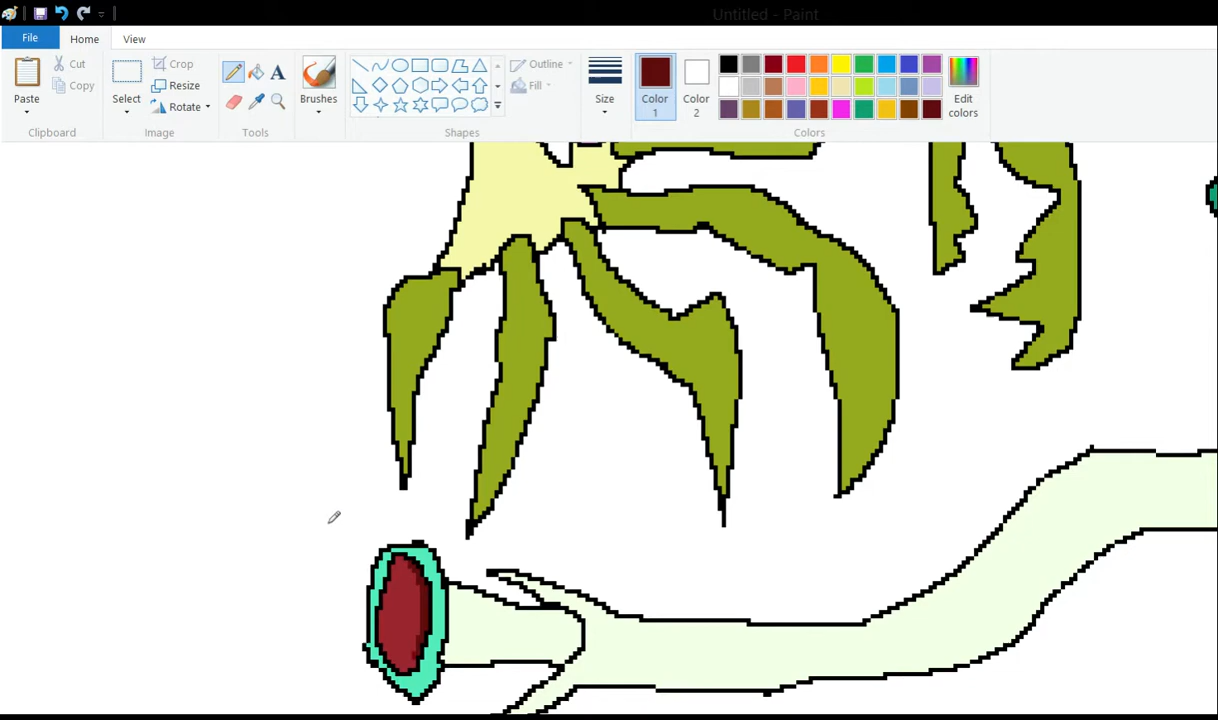 Untitled - Paint
File Home View
Paste
Cut
Copy
Clipboard
Select
Crop
Resize
Rotate
Image
A
Tools
Brushes
Outline
Fill
Shapes
Size
Color 1
Color 2
Edit colors
Colors